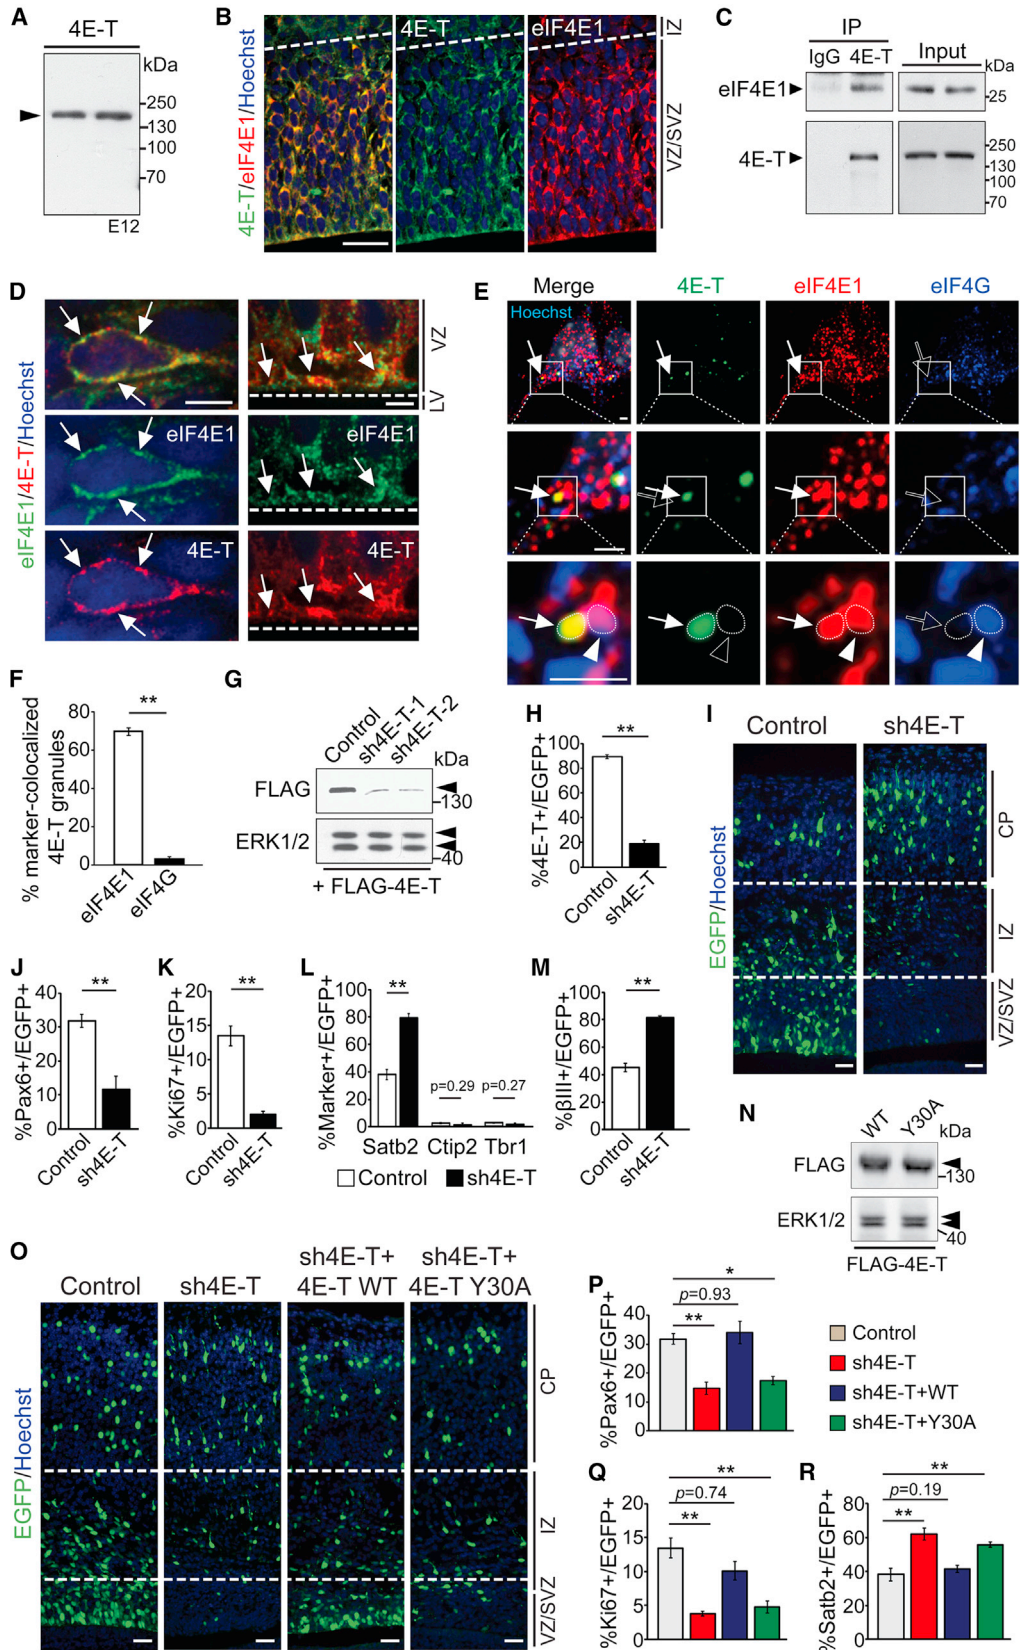 A
4E-T
kDa
250
130
100
70
E12
B
4E-T/eIF4E1/Hoechst
4E-T
eIF4E1
IZ
VZ/SVZ
C
IP
IgG 4E-T
Input
kDa
eIF4E1
25
4E-T
250
130
100
70
D
eIF4E1/4E-T/Hoechst
VZ
LV
eIF4E1
eIF4E1
4E-T
4E-T
E
Merge
4E-T
eIF4E1
eIF4G
Hoechst
F
% marker-colocalized
4E-T granules
80
60
40
20
0
**
eIF4E1
eIF4G
G
Control
sh4E-T-1
sh4E-T-2
kDa
FLAG
130
ERK1/2
40
+ FLAG-4E-T
H
%4E-T+/EGFP+
100
80
60
40
20
0
**
Control
sh4E-T
I
Control
sh4E-T
EGFP/Hoechst
CP
IZ
VZ/SVZ
J
%Pax6+/EGFP+
40
30
20
10
0
**
Control
sh4E-T
K
%Ki67+/EGFP+
20
15
10
5
0
**
Control
sh4E-T
L
%Marker+/EGFP+
100
80
60
40
20
0
**
p=0.29
p=0.27
Satb2 Ctip2 Tbr1
Control sh4E-T
M
%βIII+/EGFP+
100
80
60
40
20
0
**
Control
sh4E-T
N
WT
Y30A
kDa
FLAG
130
ERK1/2
40
FLAG-4E-T
O
Control
sh4E-T
sh4E-T+
4E-T WT
sh4E-T+
4E-T Y30A
EGFP/Hoechst
CP
IZ
VZ/SVZ
P
%Pax6+/EGFP+
40
30
20
10
0
*
p=0.93
**
Control
sh4E-T
sh4E-T+WT
sh4E-T+Y30A
Q
%Ki67+/EGFP+
20
15
10
5
0
**
p=0.74
**
R
%Satb2+/EGFP+
80
60
40
20
0
**
p=0.19
**